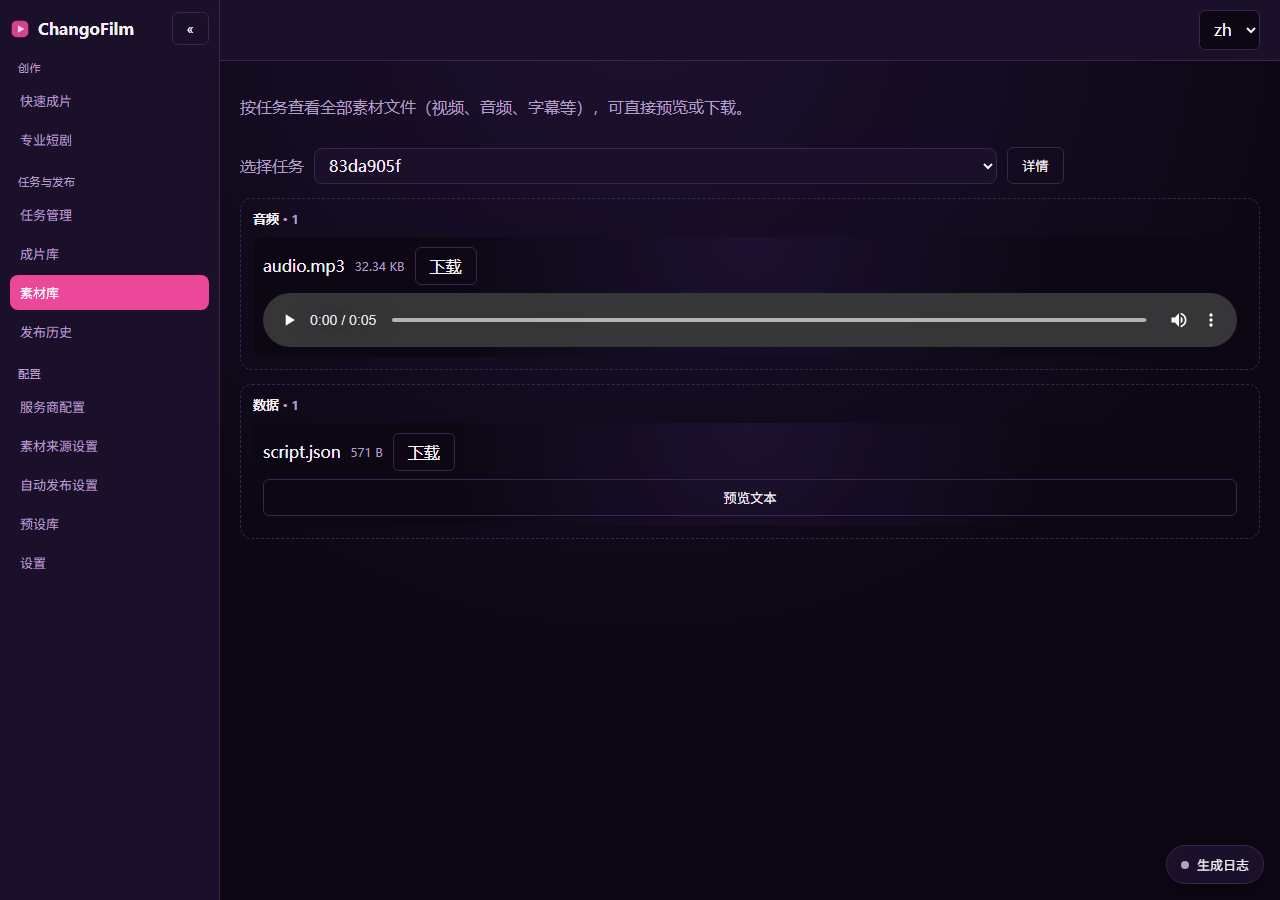 ChangoFilm
«
zh
创作
快速成片
专业短剧
任务与发布
任务管理
成片库
素材库
发布历史
配置
服务商配置
素材来源设置
自动发布设置
预设库
设置
按任务查看全部素材文件（视频、音频、字幕等），可直接预览或下载。
选择任务 83da905f 详情
音频 • 1
audio.mp3 32.34 KB 下载
0:00 / 0:05
数据 • 1
script.json 571 B 下载
预览文本
生成日志